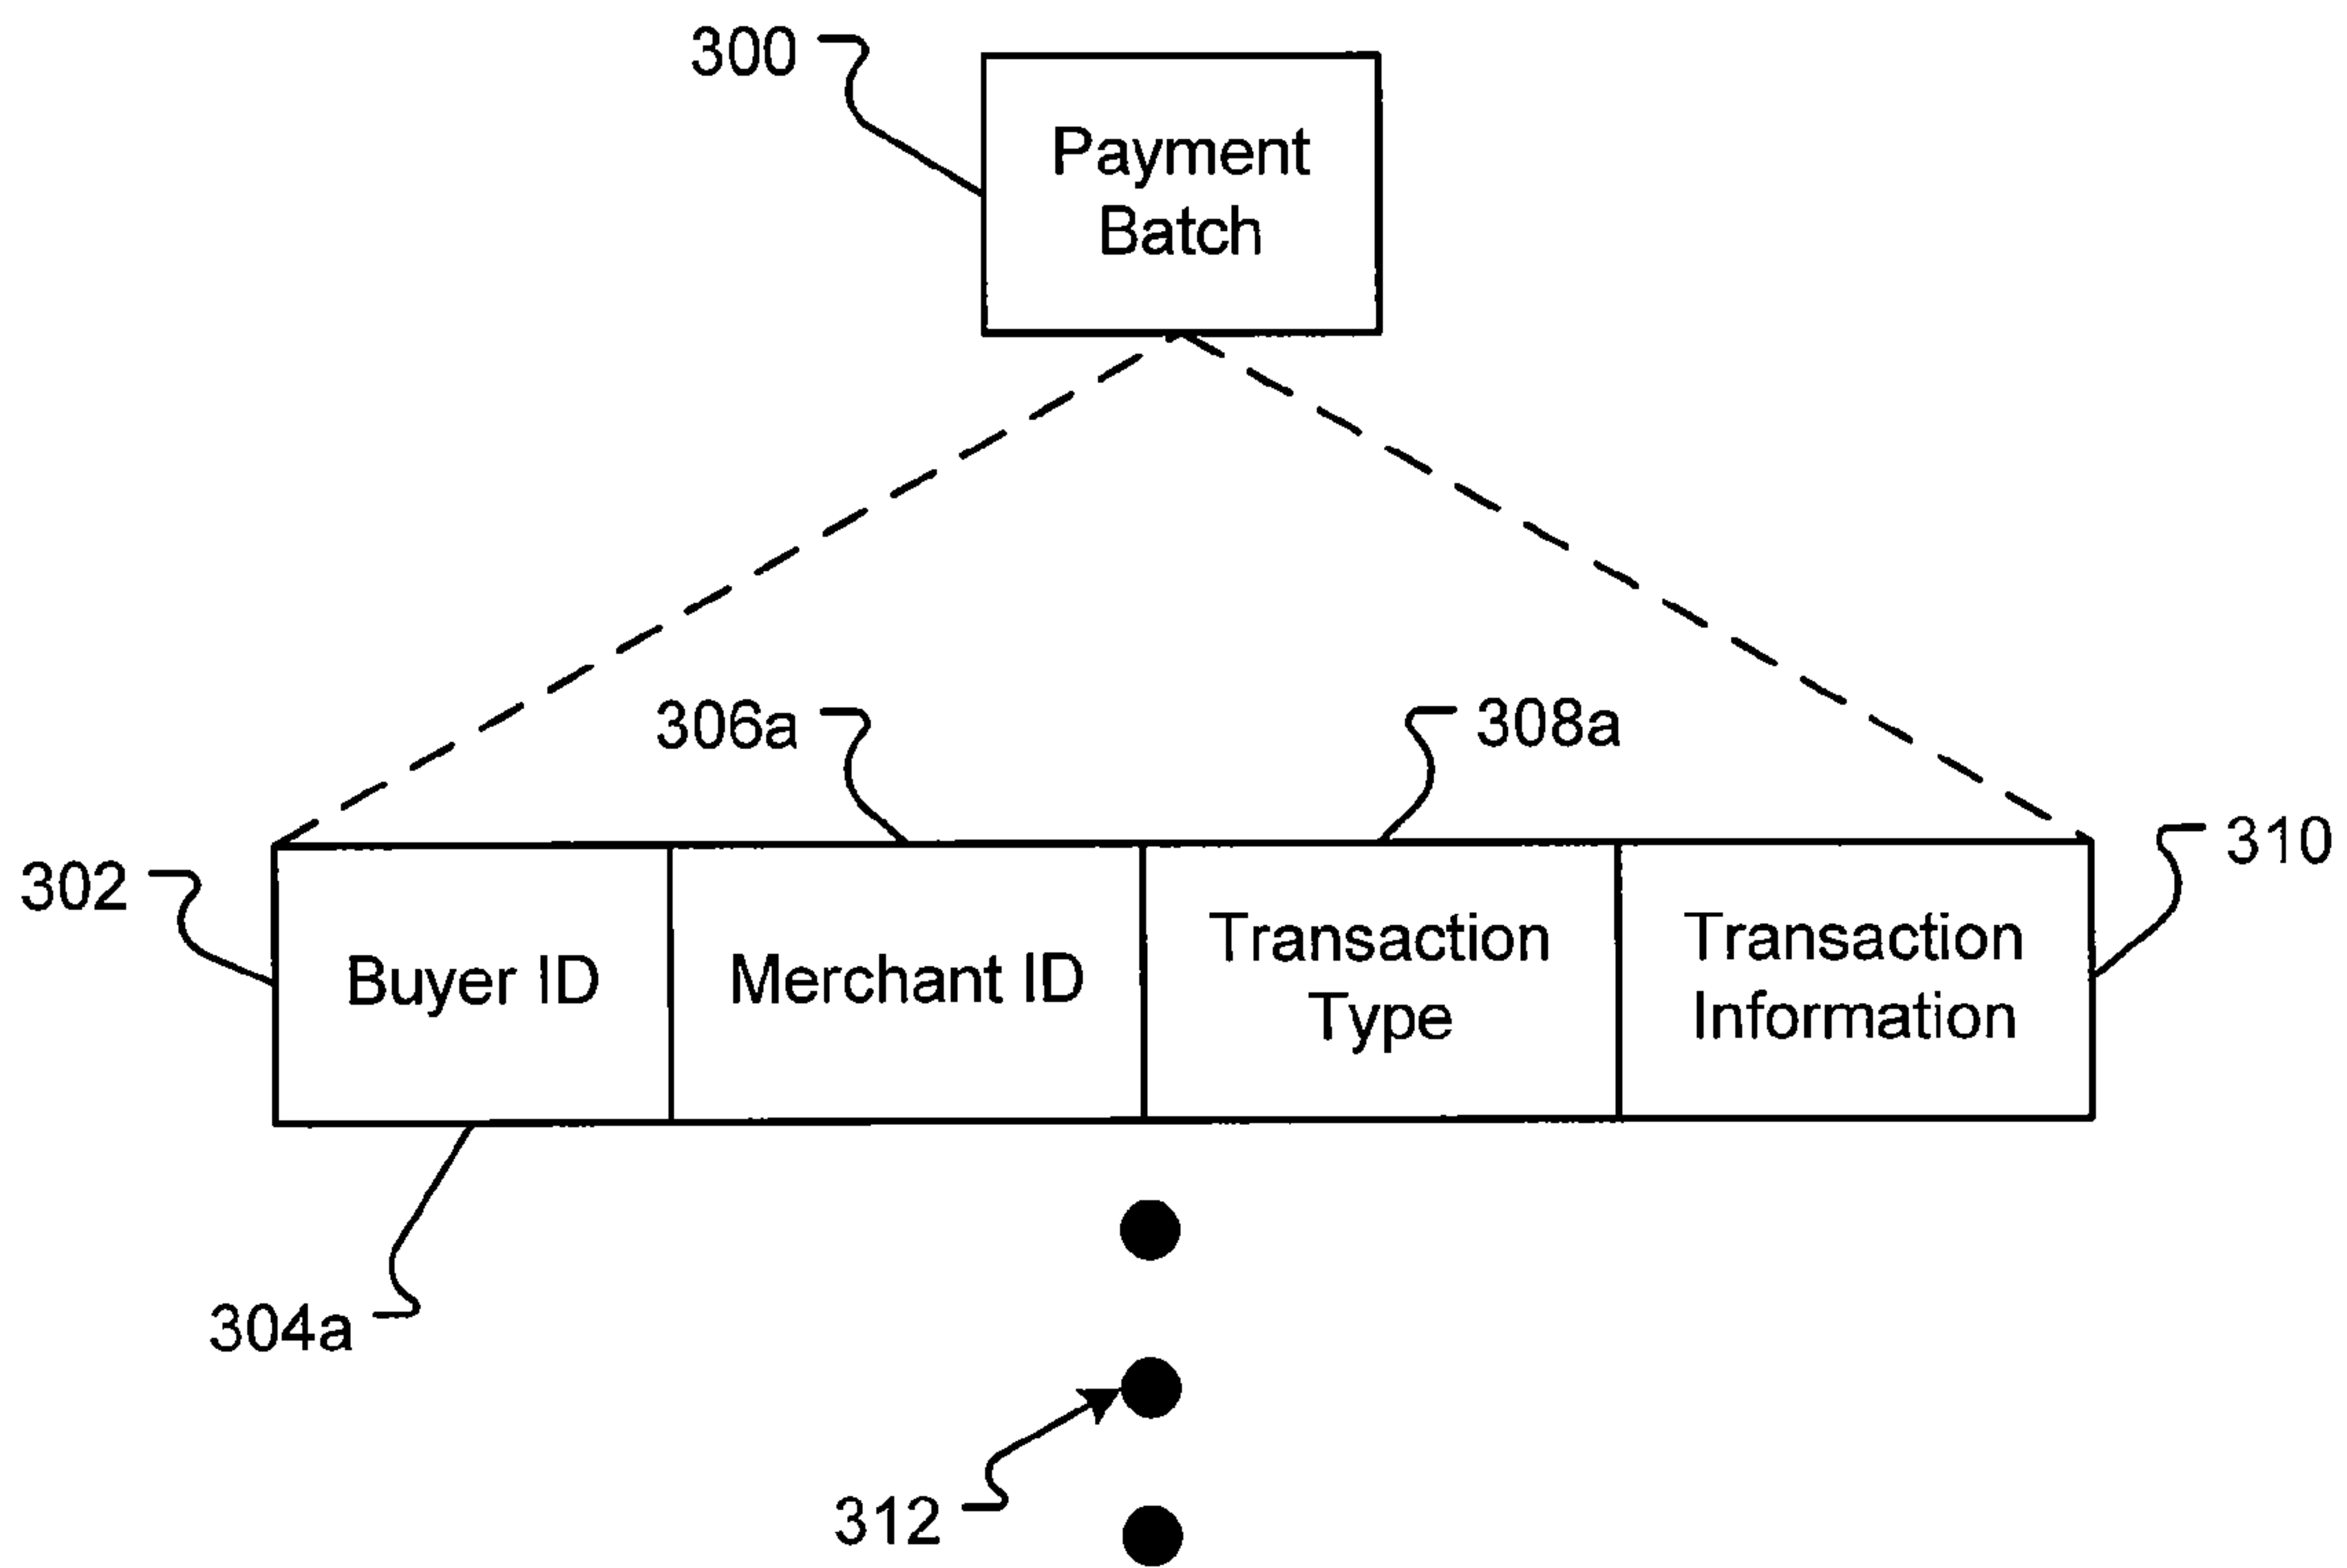 300
Payment
Batch
306a
308a
310
302
Buyer ID
Merchant ID
Transaction
Type
Transaction
Information
304a
312